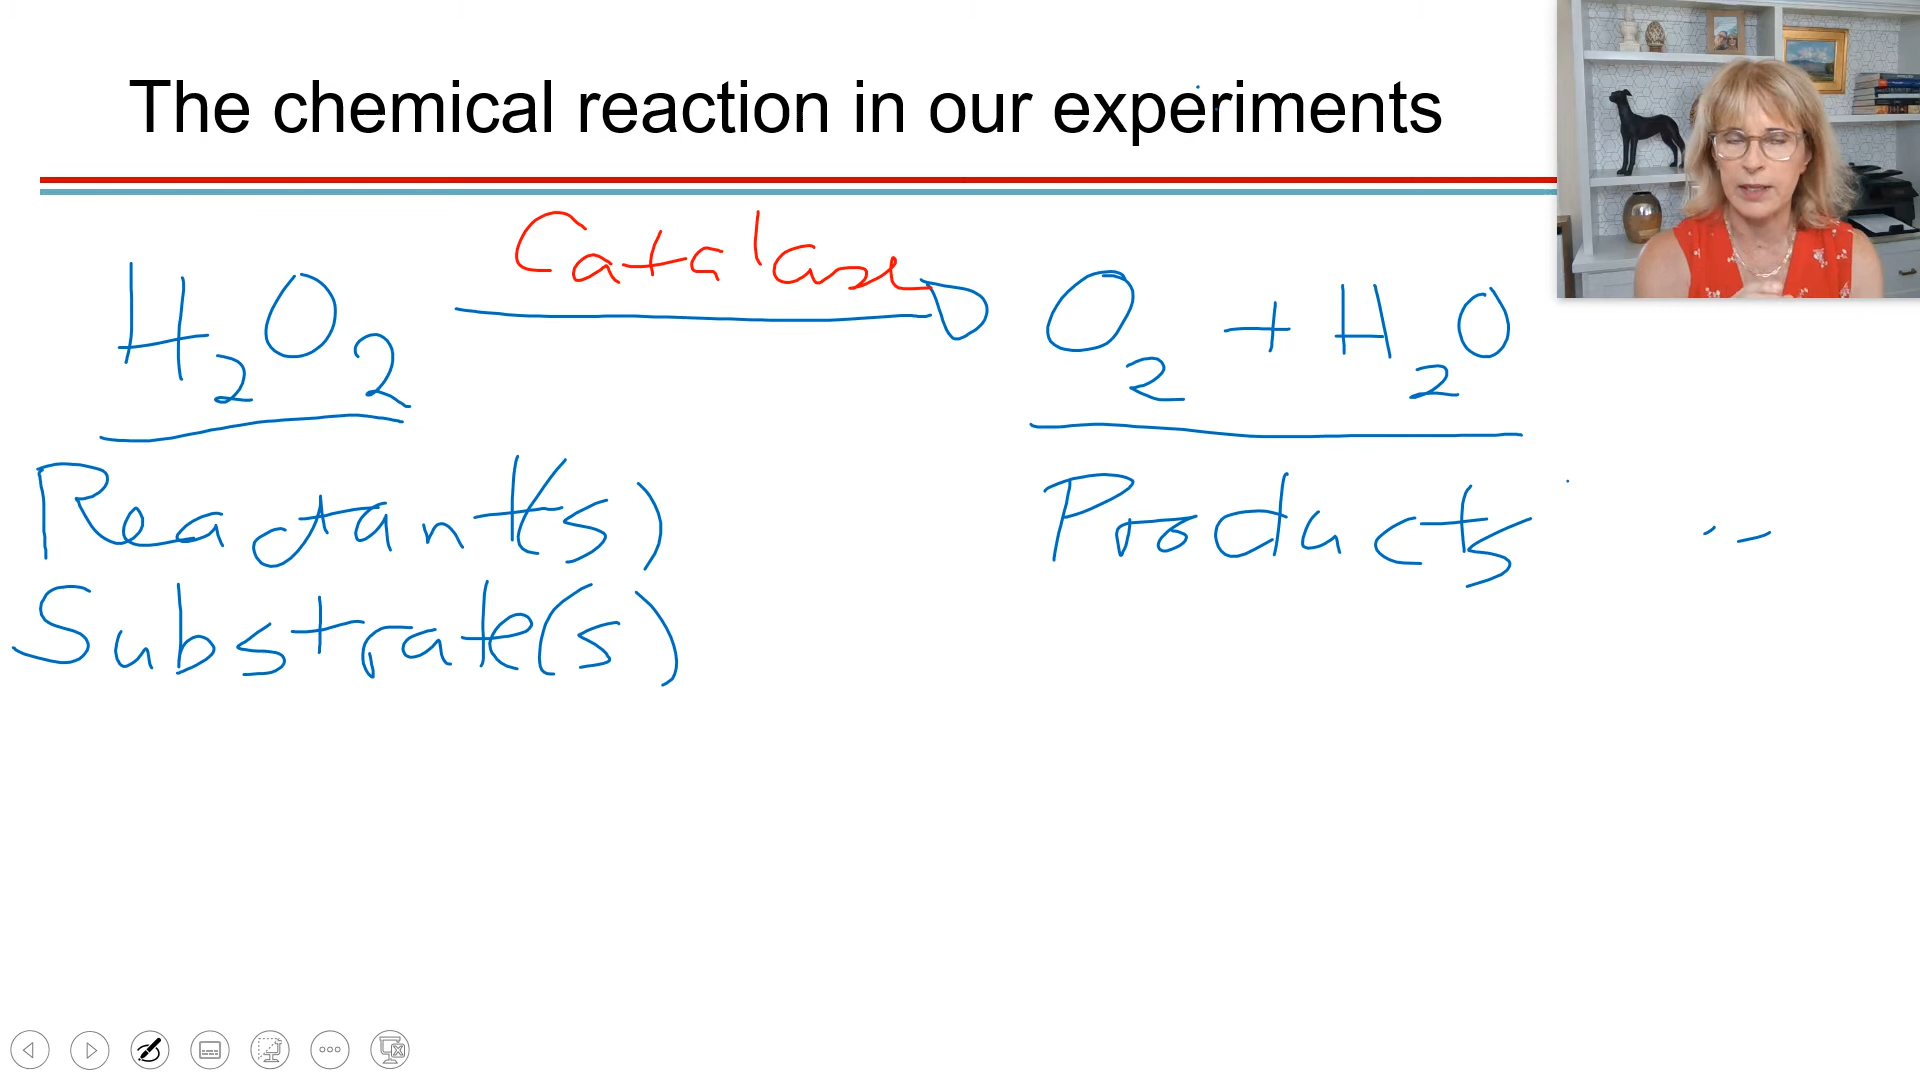 The chemical reaction in our experiments
Catalase
H₂O₂ O₂ + H₂O
Reactant(s) Products
Substrate(s)